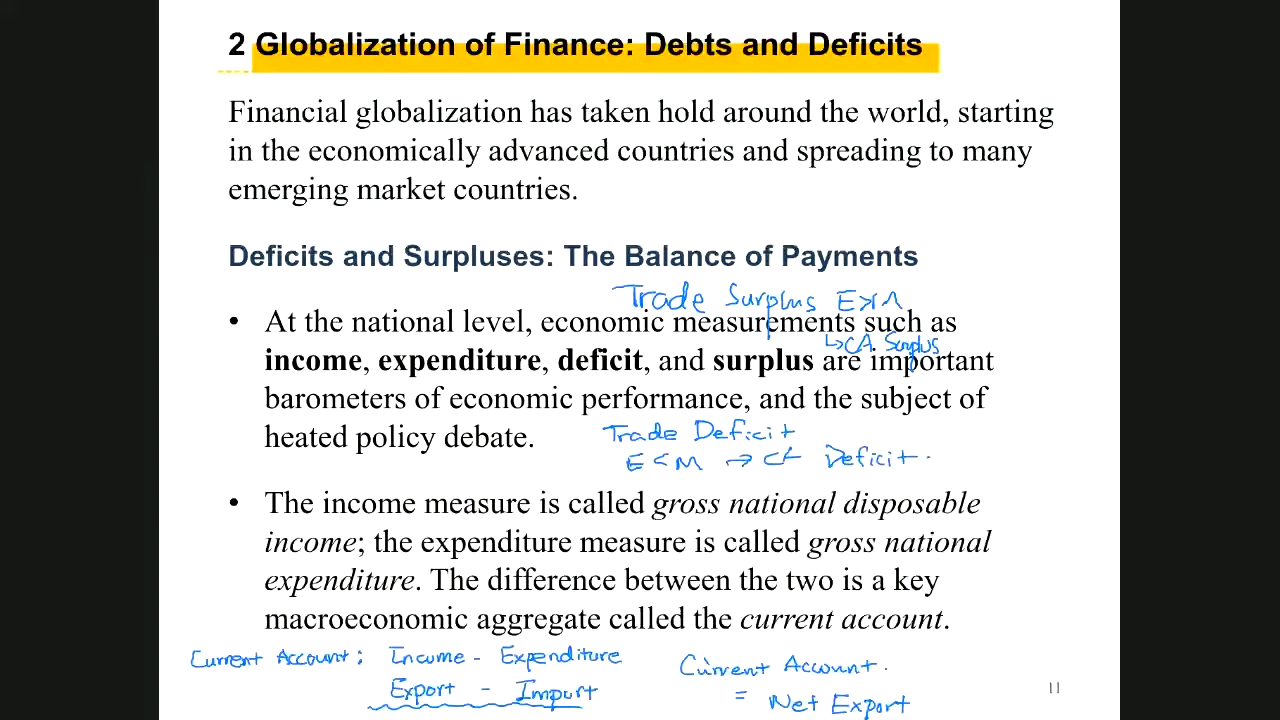 2 Globalization of Finance: Debts and Deficits
Financial globalization has taken hold around the world, starting
in the economically advanced countries and spreading to many
emerging market countries.
Deficits and Surpluses: The Balance of Payments
Trade Surplus E>M
• At the national level, economic measurements such as
↳CA Surplus
income, expenditure, deficit, and surplus are important
barometers of economic performance, and the subject of
heated policy debate.
Trade Deficit
E<M → CA Deficit.
• The income measure is called gross national disposable
income; the expenditure measure is called gross national
expenditure. The difference between the two is a key
macroeconomic aggregate called the current account.
Current Account: Income - Expenditure
Export - Import
Current Account.
= Net Export
11